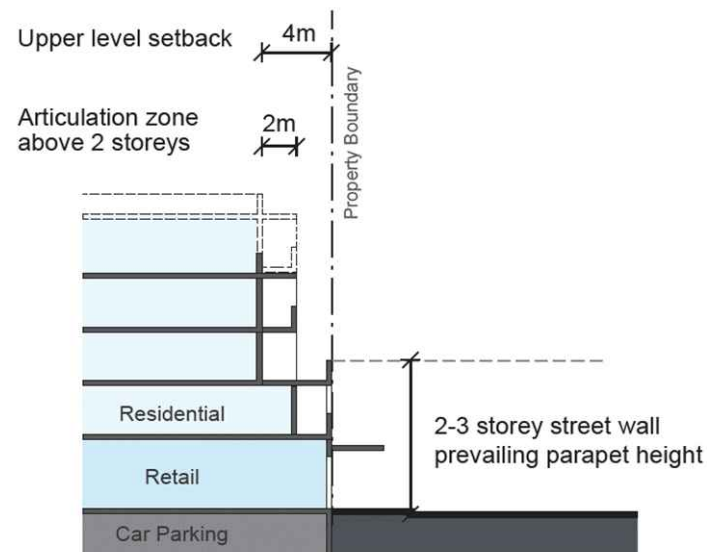 Upper level setback
4m
Articulation zone
above 2 storeys
2m
Property Boundary
Residential
Retail
Car Parking
2-3 storey street wall
prevailing parapet height